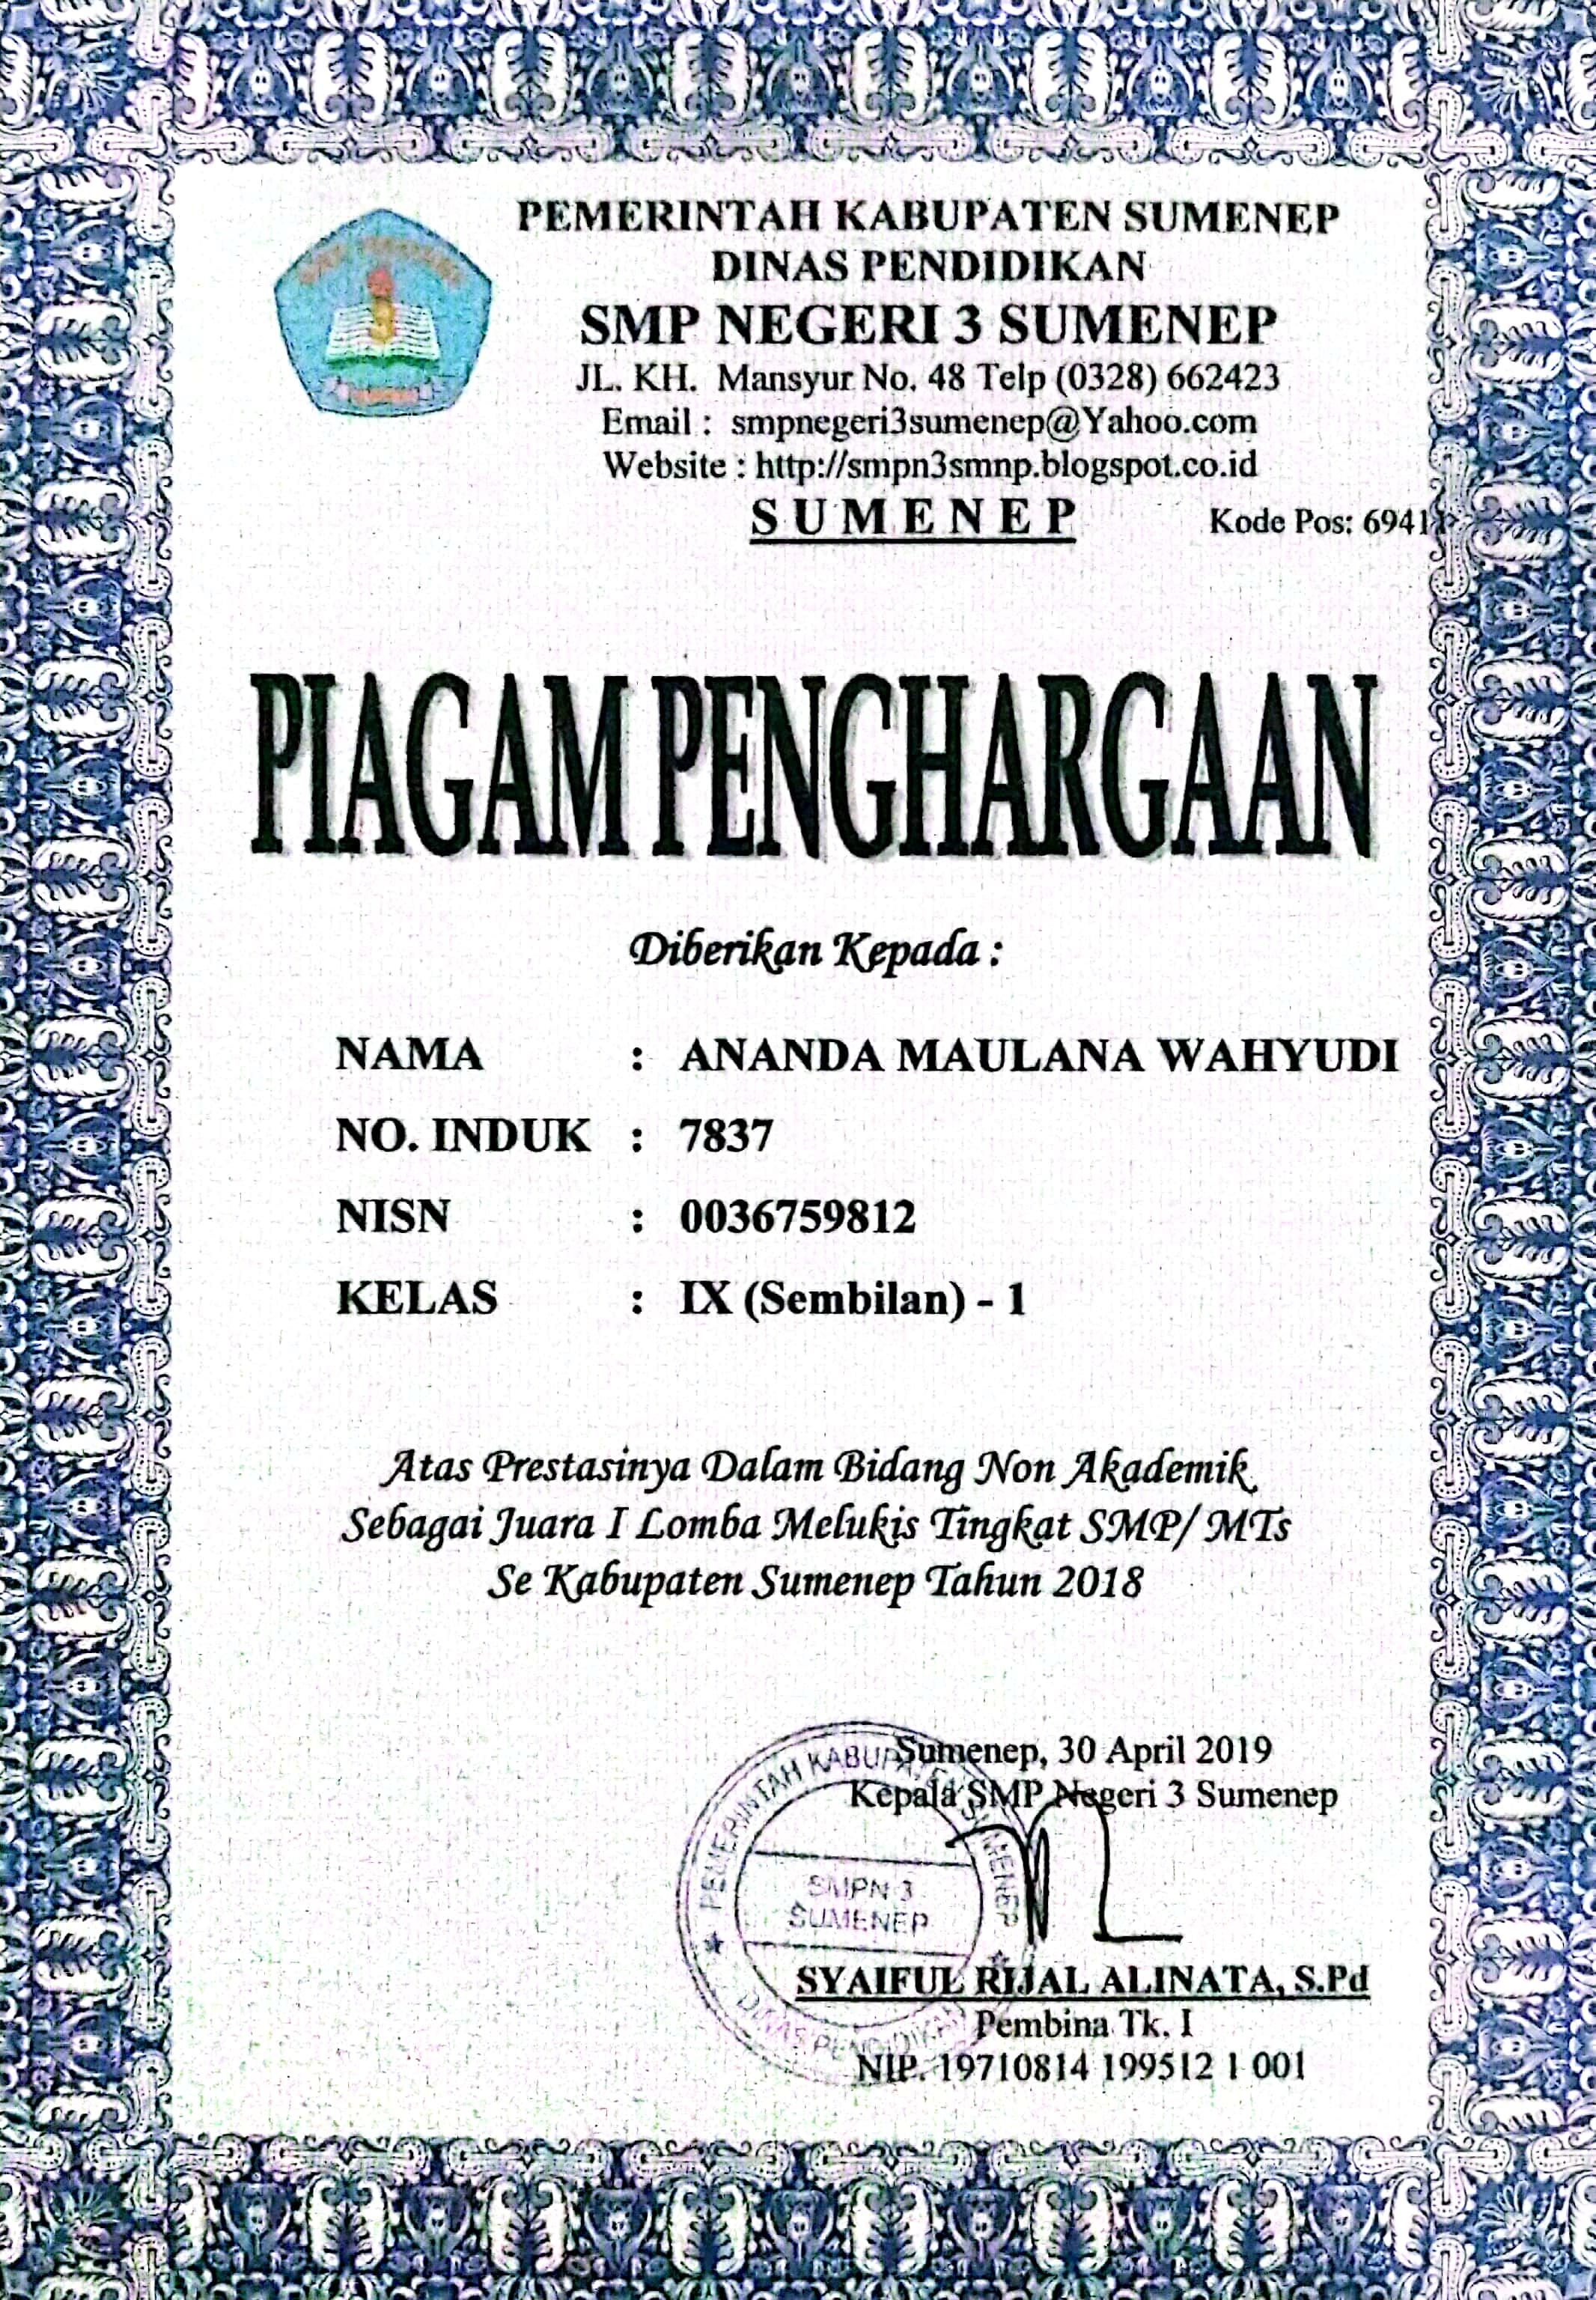 PEMERINTAH KABUPATEN SUMENEP
DINAS PENDIDIKAN
SMP NEGERI 3 SUMENEP
JL. KH. Mansyur No. 48 Telp (0328) 662423
Email : smpnegeri3sumenep@Yahoo.com
Website : http://smpn3smnp.blogspot.co.id
SUMENEP Kode Pos: 69411
3
PIAGAM PENGHARGAAN
Diberikan Kepada :
NAMA : ANANDA MAULANA WAHYUDI
NO. INDUK : 7837
NISN : 0036759812
KELAS : IX (Sembilan) - 1
Atas Prestasinya Dalam Bidang Non Akademik
Sebagai Juara I Lomba Melukis Tingkat SMP/ MTs
Se Kabupaten Sumenep Tahun 2018
Sumenep, 30 April 2019
Kepala SMP Negeri 3 Sumenep
PEMERINTAH KABUPATEN SUMENEP
SMPN 3
SUMENEP
DINAS PENDIDIKAN
SYAIFUL RIJAL ALINATA, S.Pd
Pembina Tk. I
NIP. 19710814 199512 1 001